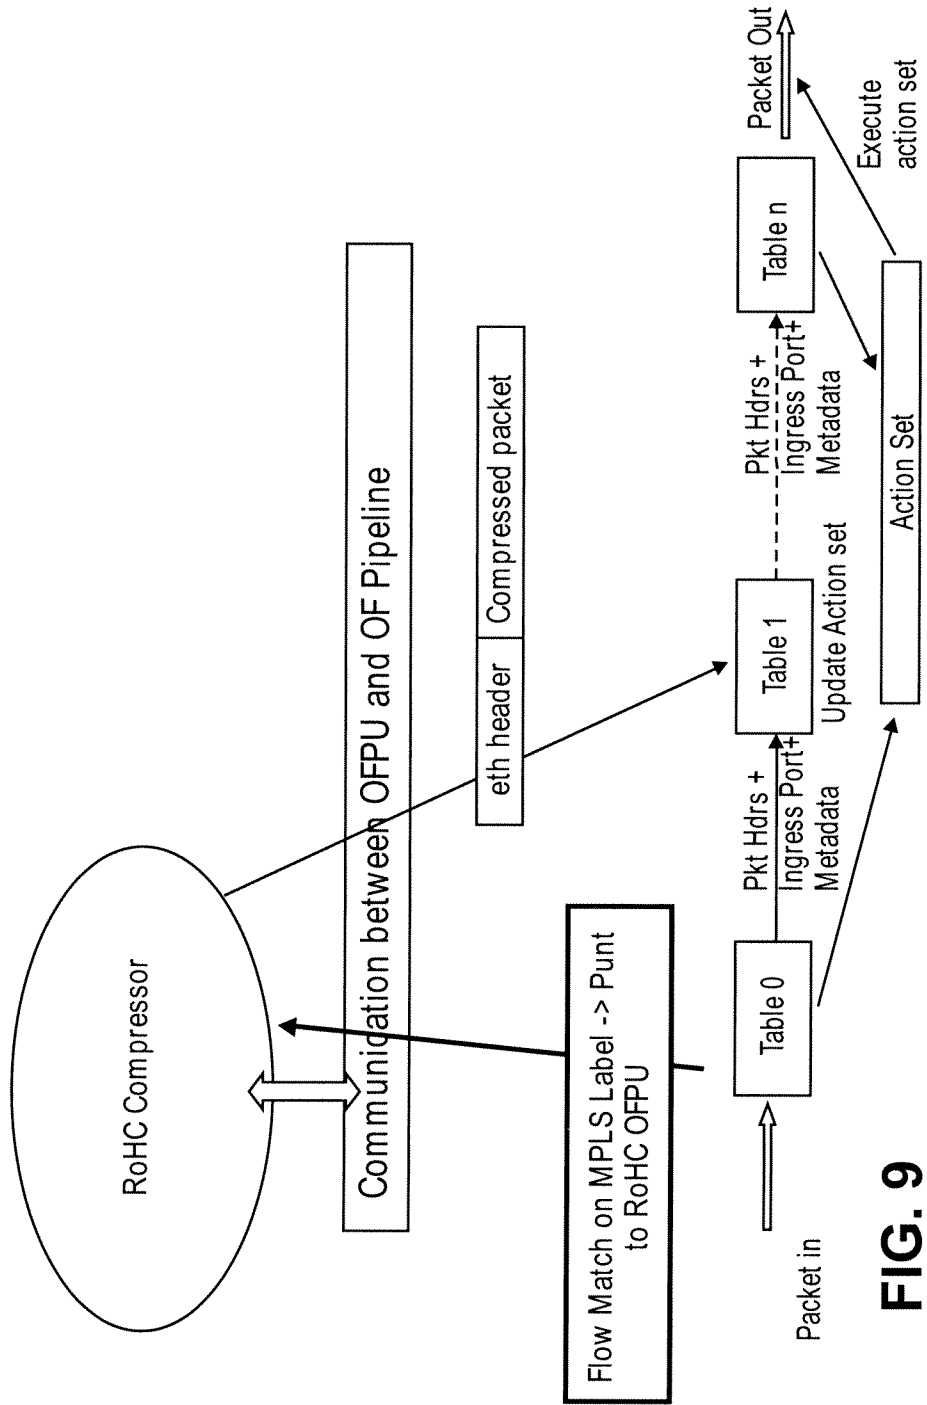 RoHC Compressor
Communication between OFPU and OF Pipeline
eth header
Compressed packet
Flow Match on MPLS Label -> Punt
to RoHC OFPU
Packet in
Table 0
Pkt Hdrs +
Ingress Port+
Metadata
Table 1
Update Action set
Pkt Hdrs +
Ingress Port+
Metadata
Table n
Packet Out
Execute
action set
Action Set
FIG. 9